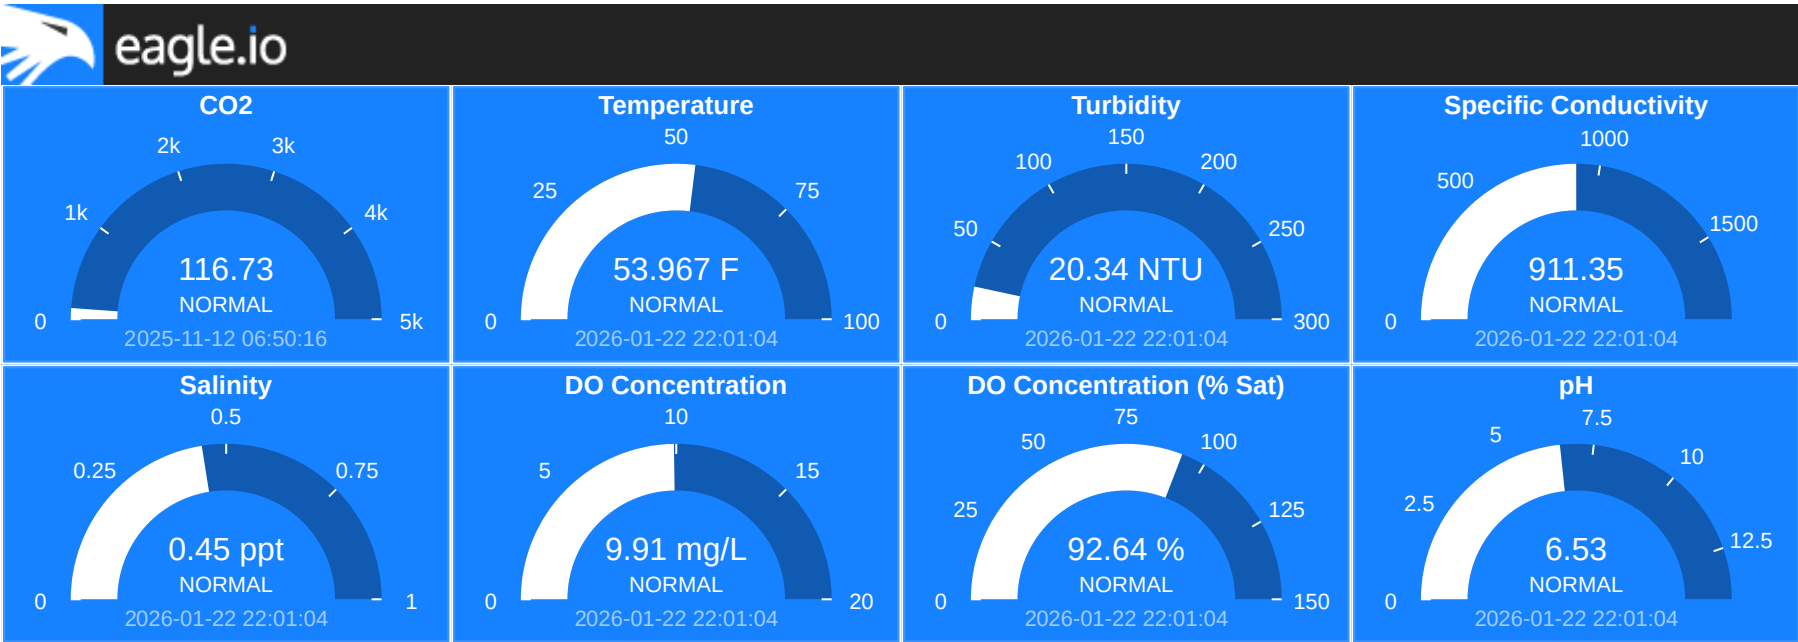 eagle.io
CO2
0
1k
2k
3k
4k
5k
116.73
NORMAL
2025-11-12 06:50:16
Temperature
0
25
50
75
100
53.967 F
NORMAL
2026-01-22 22:01:04
Turbidity
0
50
100
150
200
250
300
20.34 NTU
NORMAL
2026-01-22 22:01:04
Specific Conductivity
0
500
1000
1500
911.35
NORMAL
2026-01-22 22:01:04
Salinity
0
0.25
0.5
0.75
1
0.45 ppt
NORMAL
2026-01-22 22:01:04
DO Concentration
0
5
10
15
20
9.91 mg/L
NORMAL
2026-01-22 22:01:04
DO Concentration (% Sat)
0
25
50
75
100
125
150
92.64 %
NORMAL
2026-01-22 22:01:04
pH
0
2.5
5
7.5
10
12.5
6.53
NORMAL
2026-01-22 22:01:04